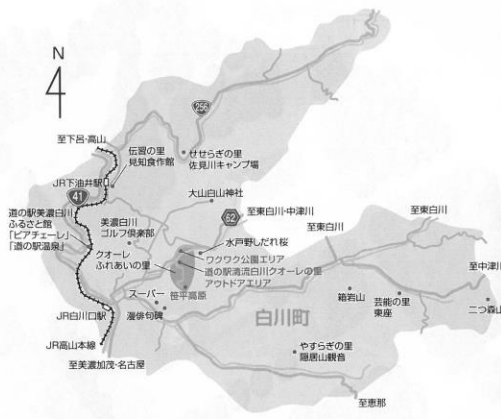 N
256
至下呂・高山
伝習の里
見知食作館
せせらぎの里
佐見川キャンプ場
JR下油井駅
41
大山白山神社
62
至東白川・中津川
道の駅美濃白川
ふるさと館
「ピアチェーレ」
「道の駅温泉」
美濃白川
ゴルフ倶楽部
クオーレ
ふれあいの里
水戸野しだれ桜
ワクワク公園エリア
道の駅清流白川クオーレの里
アウトドアエリア
笹平高原
至東白川
至東白川
至中津川
スーパー
漫俳句碑
JR白川口駅
白川町
箱岩山
芸能の里
東座
二つ森山
JR高山本線
至美濃加茂・名古屋
やすらぎの里
隠居山観音
至恵那